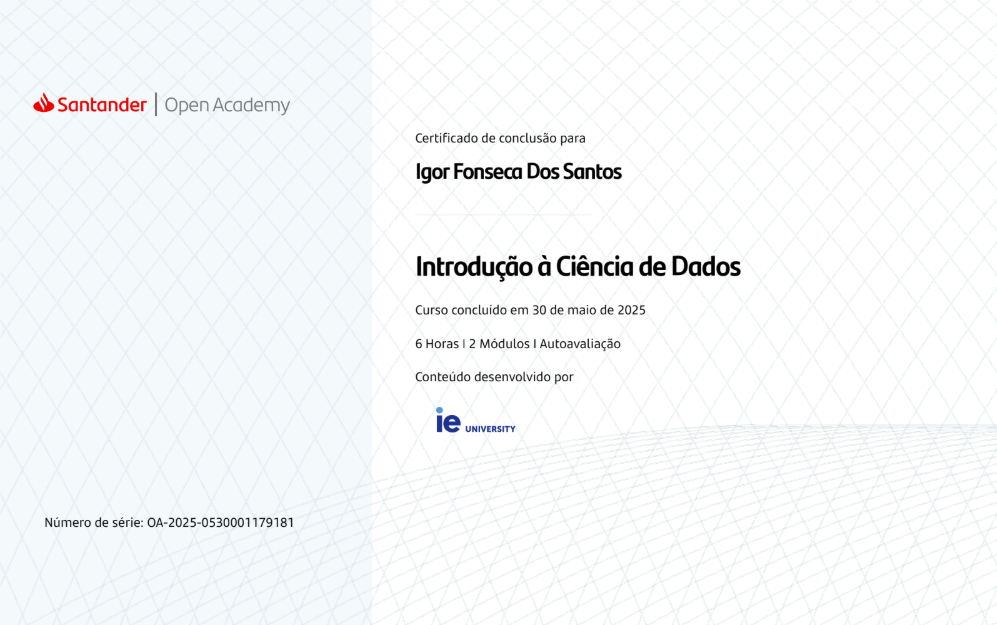 Santander | Open Academy
Certificado de conclusão para
Igor Fonseca Dos Santos
Introdução à Ciência de Dados
Curso concluído em 30 de maio de 2025
6 Horas | 2 Módulos I Autoavaliação
Conteúdo desenvolvido por
ie UNIVERSITY
Número de série: OA-2025-0530001179181